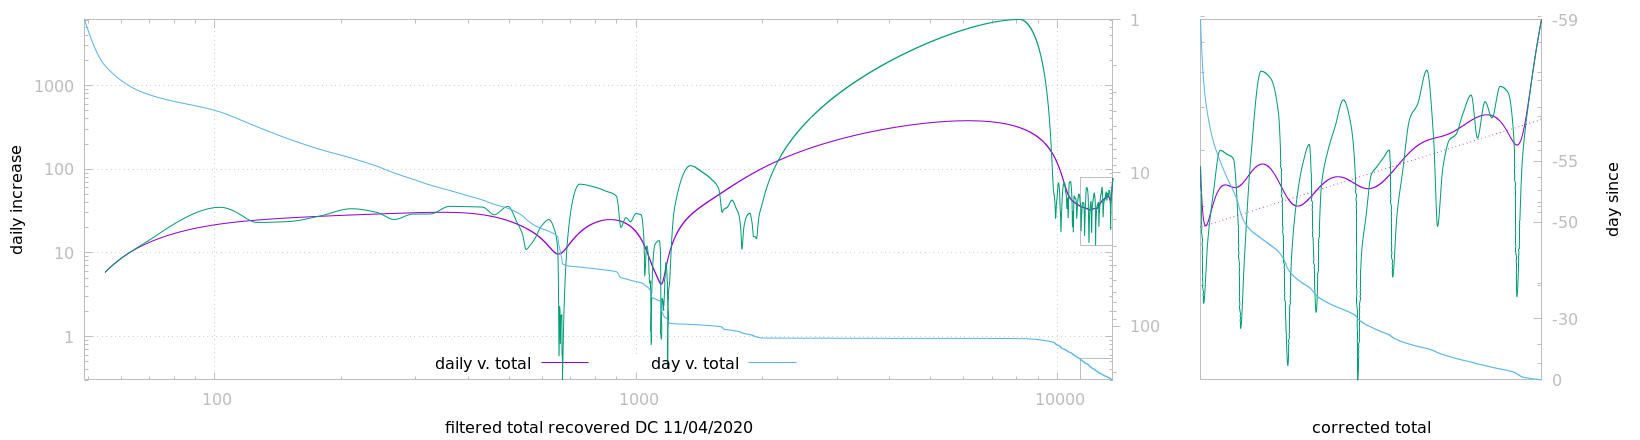 daily increase
1000
100
10
1
daily v. total
day v. total
100
1000
10000
filtered total recovered DC 11/04/2020
1
10
100
-59
-55
-50
-30
0
day since
corrected total